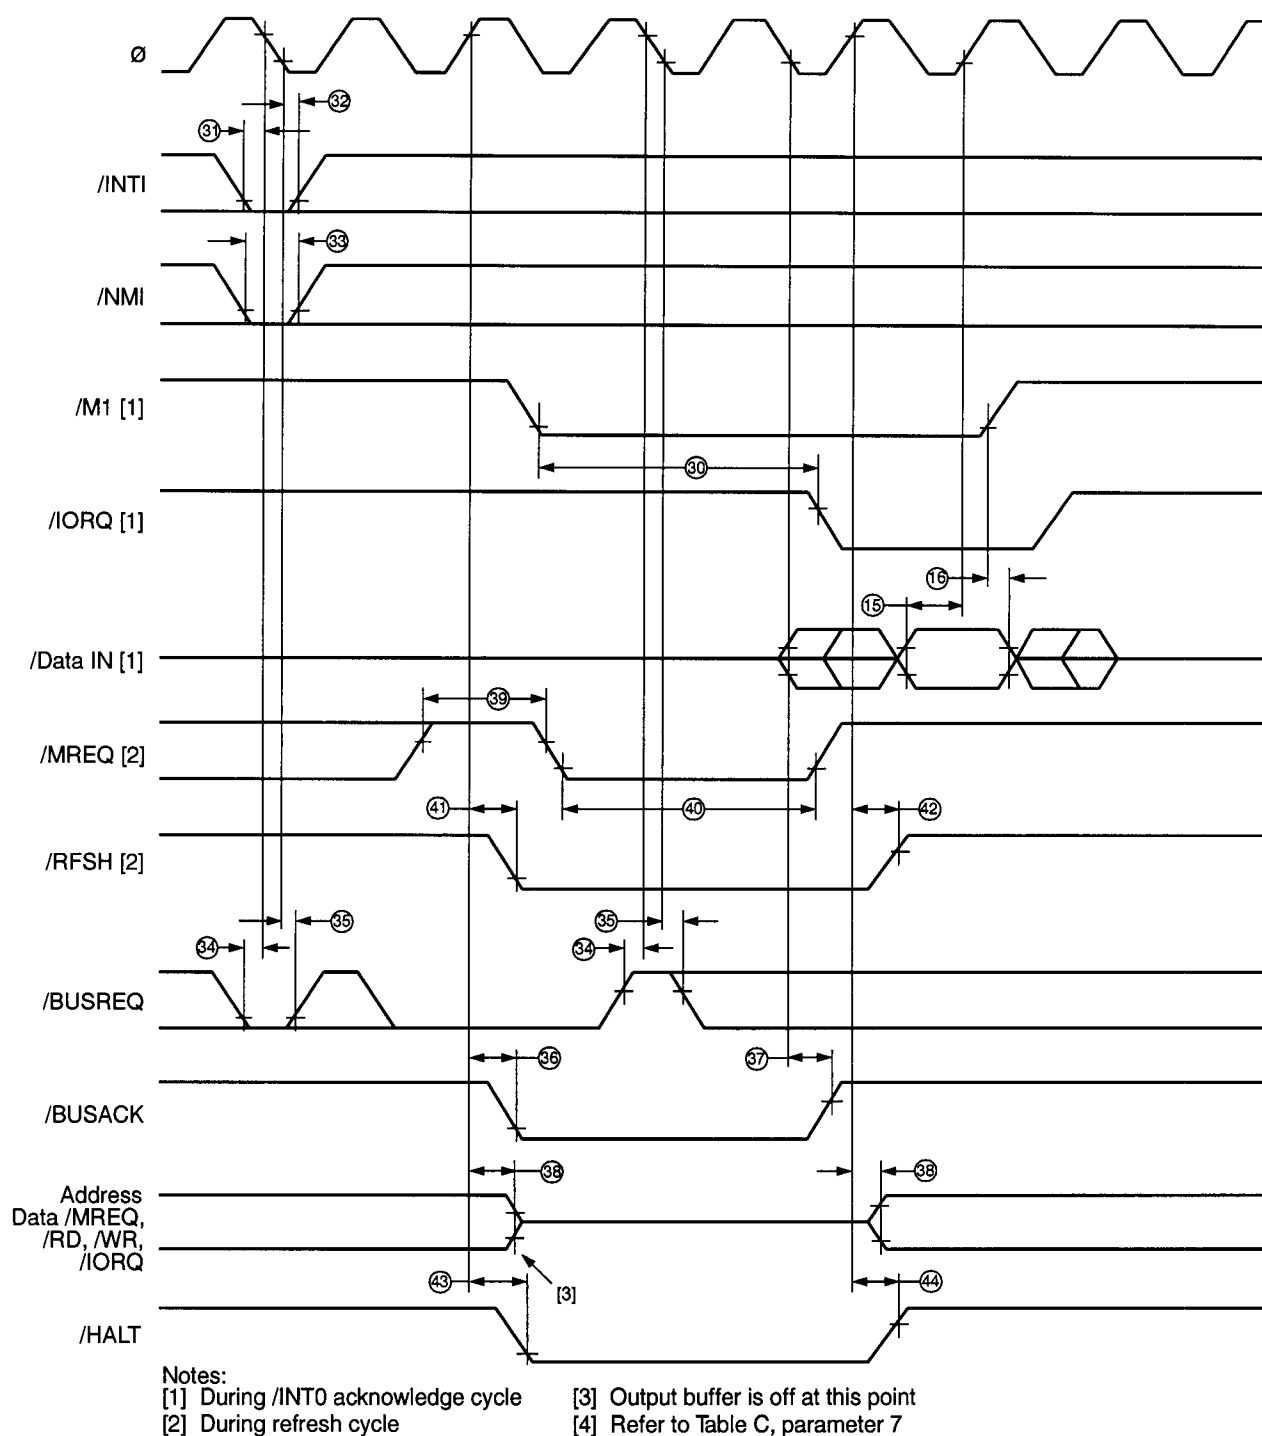 Ø
32
31
/INTI
33
/NMI
/M1 [1]
30
/IORQ [1]
16
15
/Data IN [1]
39
/MREQ [2]
41
40
42
/RFSH [2]
35
35
34
34
/BUSREQ
36
37
/BUSACK
38
38
Address
Data /MREQ,
/RD, /WR,
/IORQ
43
[3]
44
/HALT
Notes:
[1] During /INT0 acknowledge cycle
[3] Output buffer is off at this point
[2] During refresh cycle
[4] Refer to Table C, parameter 7